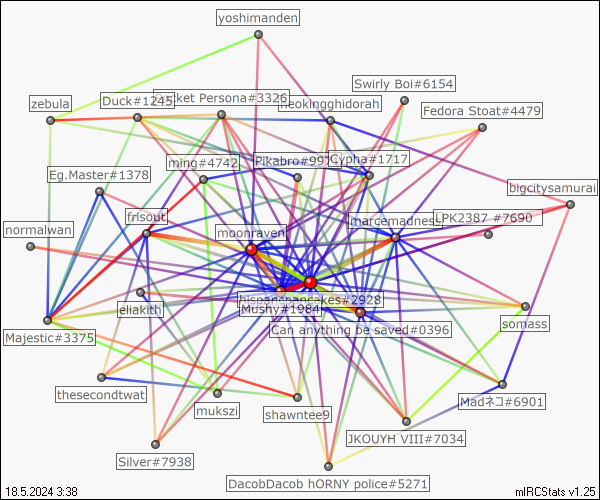 yoshimanden
Swirly Boi#6154
zebula
Duck#1245
cket Persona#3326
neokingghidorah
Fedora Stoat#4479
ming#4742
Pikabro#997
Cypha#1717
Eg.Master#1378
bigcitysamurai
frisout
marcemadness
LPK2387 #7690
normalwan
moonraven
hispanopancakes#2928
Mushy#1984
eliakith
Can anything be saved#0396
somass
Majestic#3375
thesecondtwat
mukszi
shawntee9
Madネコ#6901
JKOUYH VIII#7034
Silver#7938
DacobDacob hORNY police#5271
18.5.2024 3:38
mIRCStats v1.25